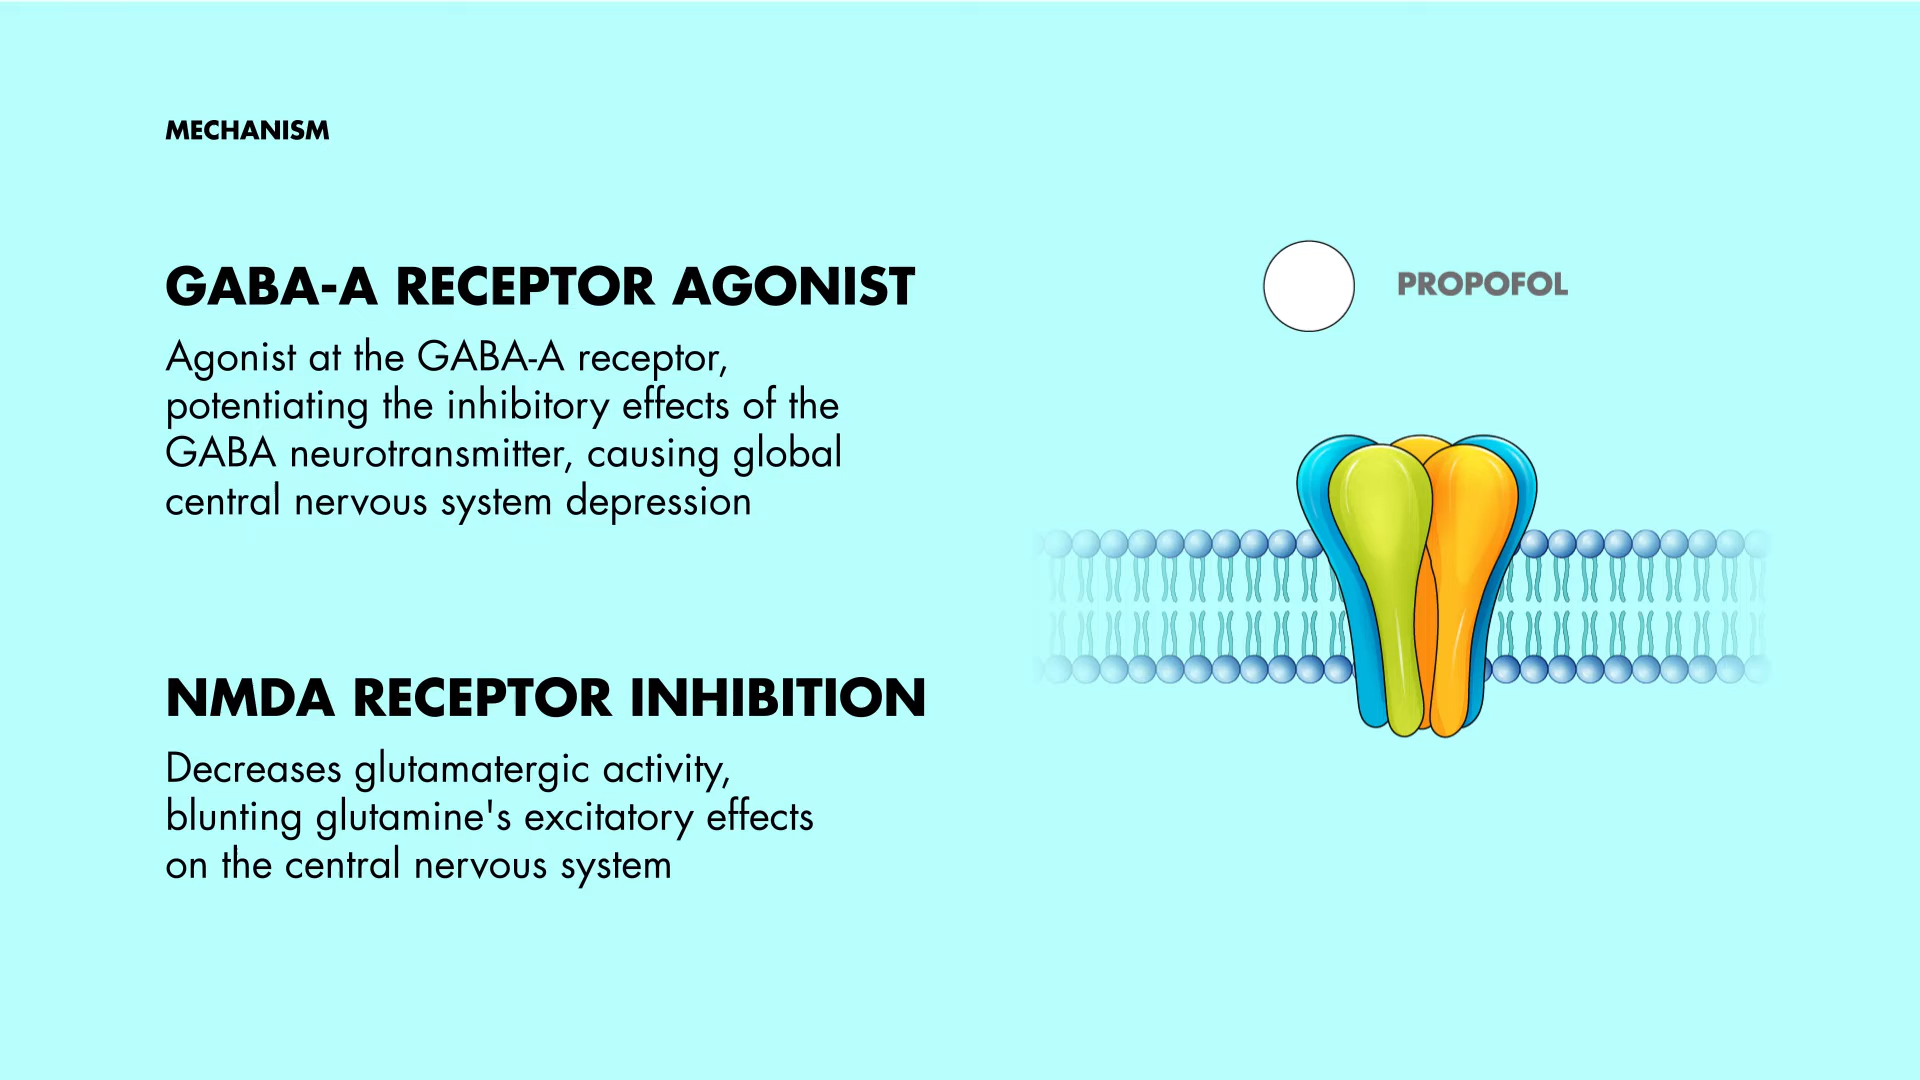 MECHANISM
GABA-A RECEPTOR AGONIST
Agonist at the GABA-A receptor,
potentiating the inhibitory effects of the
GABA neurotransmitter, causing global
central nervous system depression
NMDA RECEPTOR INHIBITION
Decreases glutamatergic activity,
blunting glutamine's excitatory effects
on the central nervous system
PROPOFOL